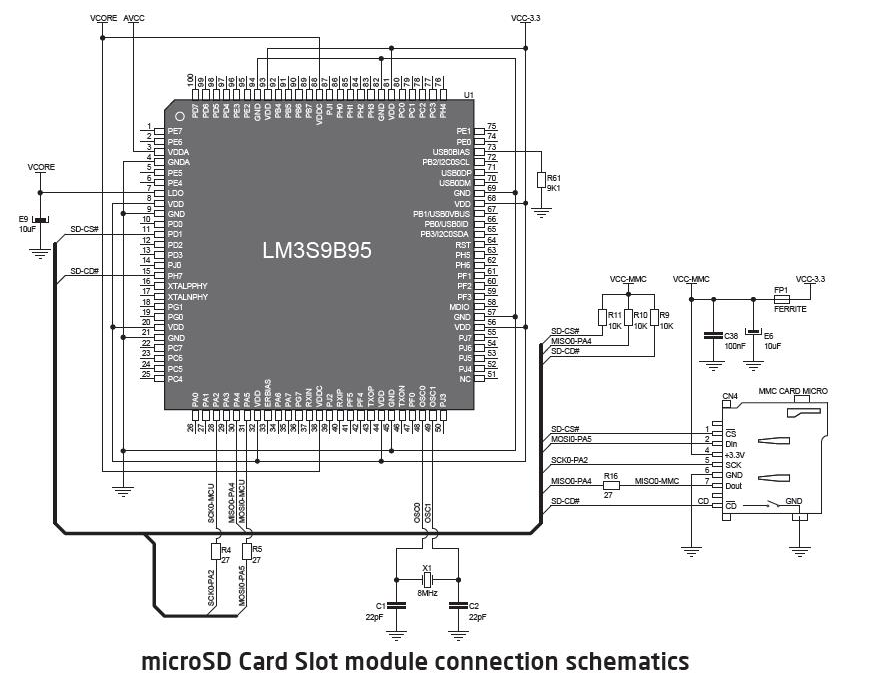 VCORE AVCC VCC-3.3
100 99 98 97 96 95 94 93 92 91 90 89 88 87 86 85 84 83 82 81 80 79 78 77 76
U1
PD7 PD6 PD5 PD4 PE3 PE2 GND VDD PB4 PB5 PB6 PB7 VDDC PJ1 PH0 PH1 PH2 PH3 GND VDD PC0 PC1 PC2 PC3 PH4
1 PE7
2 PE6
3 VDDA
4 GNDA
5 PE5
6 PE4
7 LDO
8 VDD
9 GND
10 PD0
11 PD1
12 PD2
13 PD3
14 PJ0
15 PH7
16 XTALPPHY
17 XTALNPHY
18 PG1
19 PG0
20 VDD
21 GND
22 PC7
23 PC6
24 PC5
25 PC4
LM3S9B95
PE1 75
PE0 74
USB0BIAS 73
PB2/I2C0SCL 72
USB0DP 71
USB0DM 70
GND 69
VDD 68
PB1/USB0VBUS 67
PB0/USB0ID 66
PB3/I2C0SDA 65
RST 64
PH5 63
PH6 62
PF1 61
PF2 60
PF3 59
MDIO 58
GND 57
VDD 56
PJ7 55
PJ6 54
PJ5 53
PJ4 52
NC 51
PA0 PA1 PA2 PA3 PA4 PA5 VDD ERBIAS PA6 PA7 PG7 RXIN VDDC PJ2 RXIP PF5 PF4 TXOP VDD GND TXON PF0 OSC0 OSC1 PJ3
26 27 28 29 30 31 32 33 34 35 36 37 38 39 40 41 42 43 44 45 46 47 48 49 50
VCORE
E9
10uF
SD-CS#
SD-CD#
R61
9K1
SCK0-MCU
MISO0-PA4
MOSI0-MCU
OSC0
OSC1
R4
27
R5
27
SCK0-PA2
MOSI0-PA5
X1
8MHz
C1
22pF
C2
22pF
VCC-MMC
R11
10K
R10
10K
R9
10K
SD-CS#
MISO0-PA4
SD-CD#
VCC-MMC VCC-3.3
FP1
FERRITE
C38
100nF
E6
10uF
CN4
MMC CARD MICRO
SD-CS# 1 CS
MOSI0-PA5 2 Din
4 +3.3V
SCK0-PA2 5 SCK
6 GND
MISO0-PA4 R16 27 MISO0-MMC 7 Dout
SD-CD# CD CD GND
microSD Card Slot module connection schematics